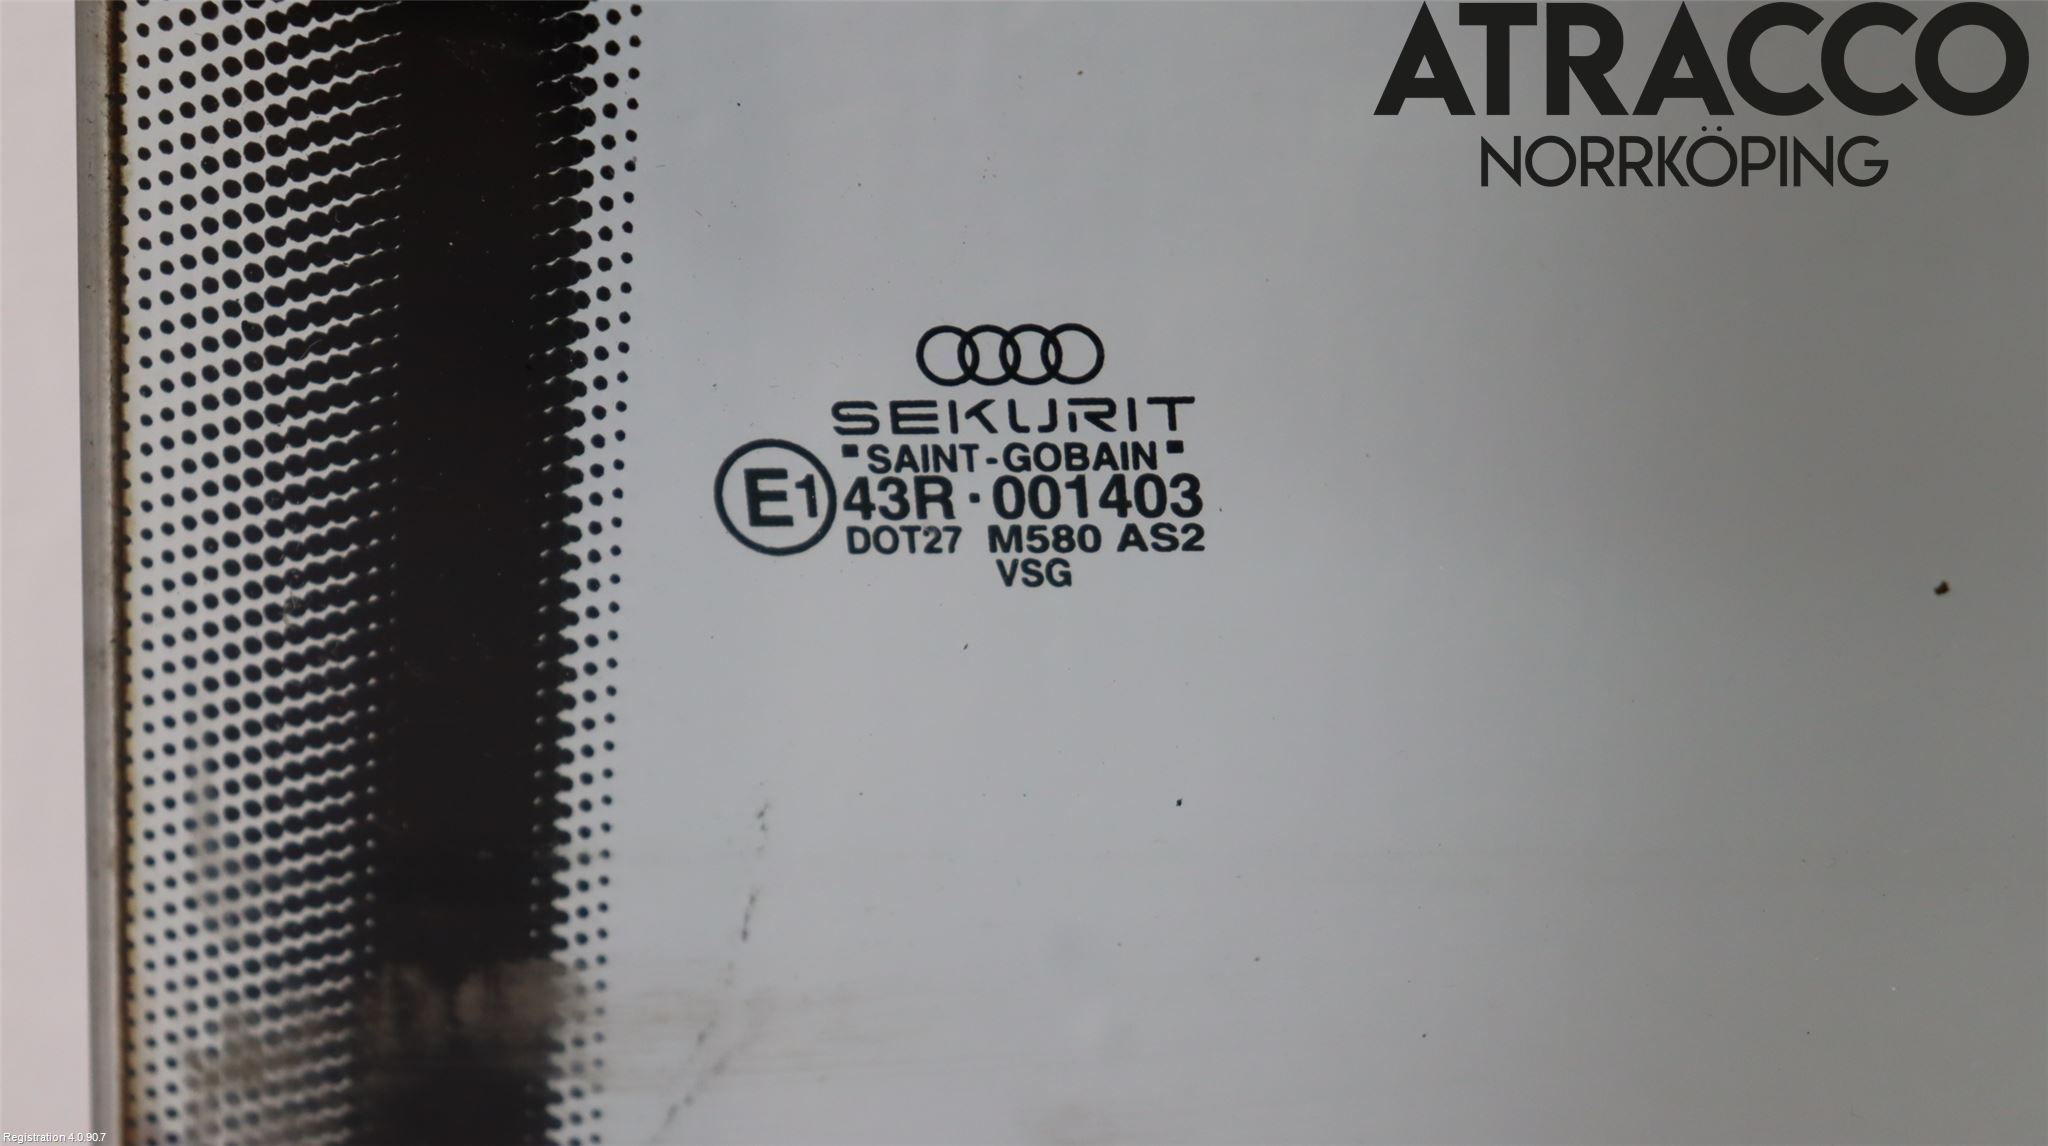 ATRACCO
NORRKÖPING
SEKURIT
"SAINT-GOBAIN"
E1 43R·001403
DOT27 M580 AS2
VSG
Registration 4.0.90.7